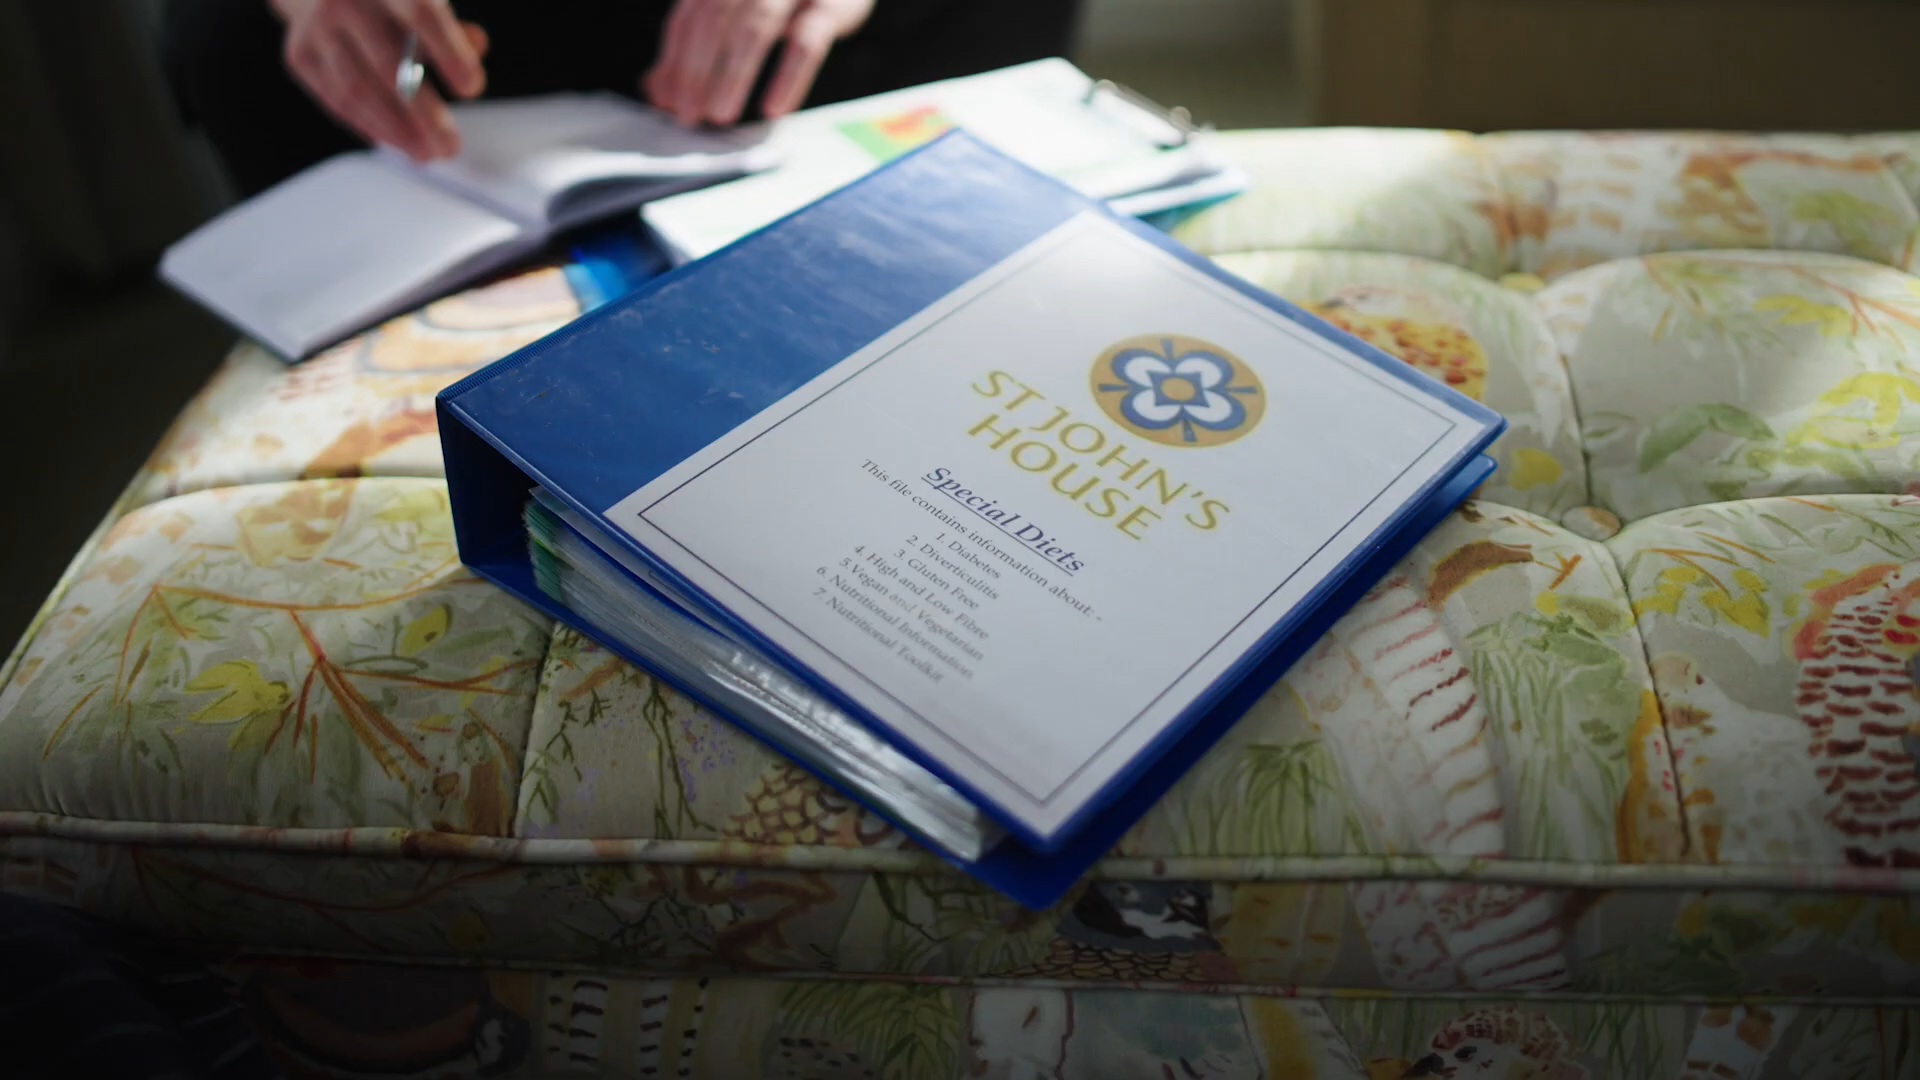 ST JOHN'S
HOUSE
Special Diets
This file contains information about: -
1. Diabetes
2. Diverticulitis
3. Gluten Free
4. High and Low Fibre
5.Vegan and Vegetarian
6. Nutritional Information
7. Nutritional Toolkit